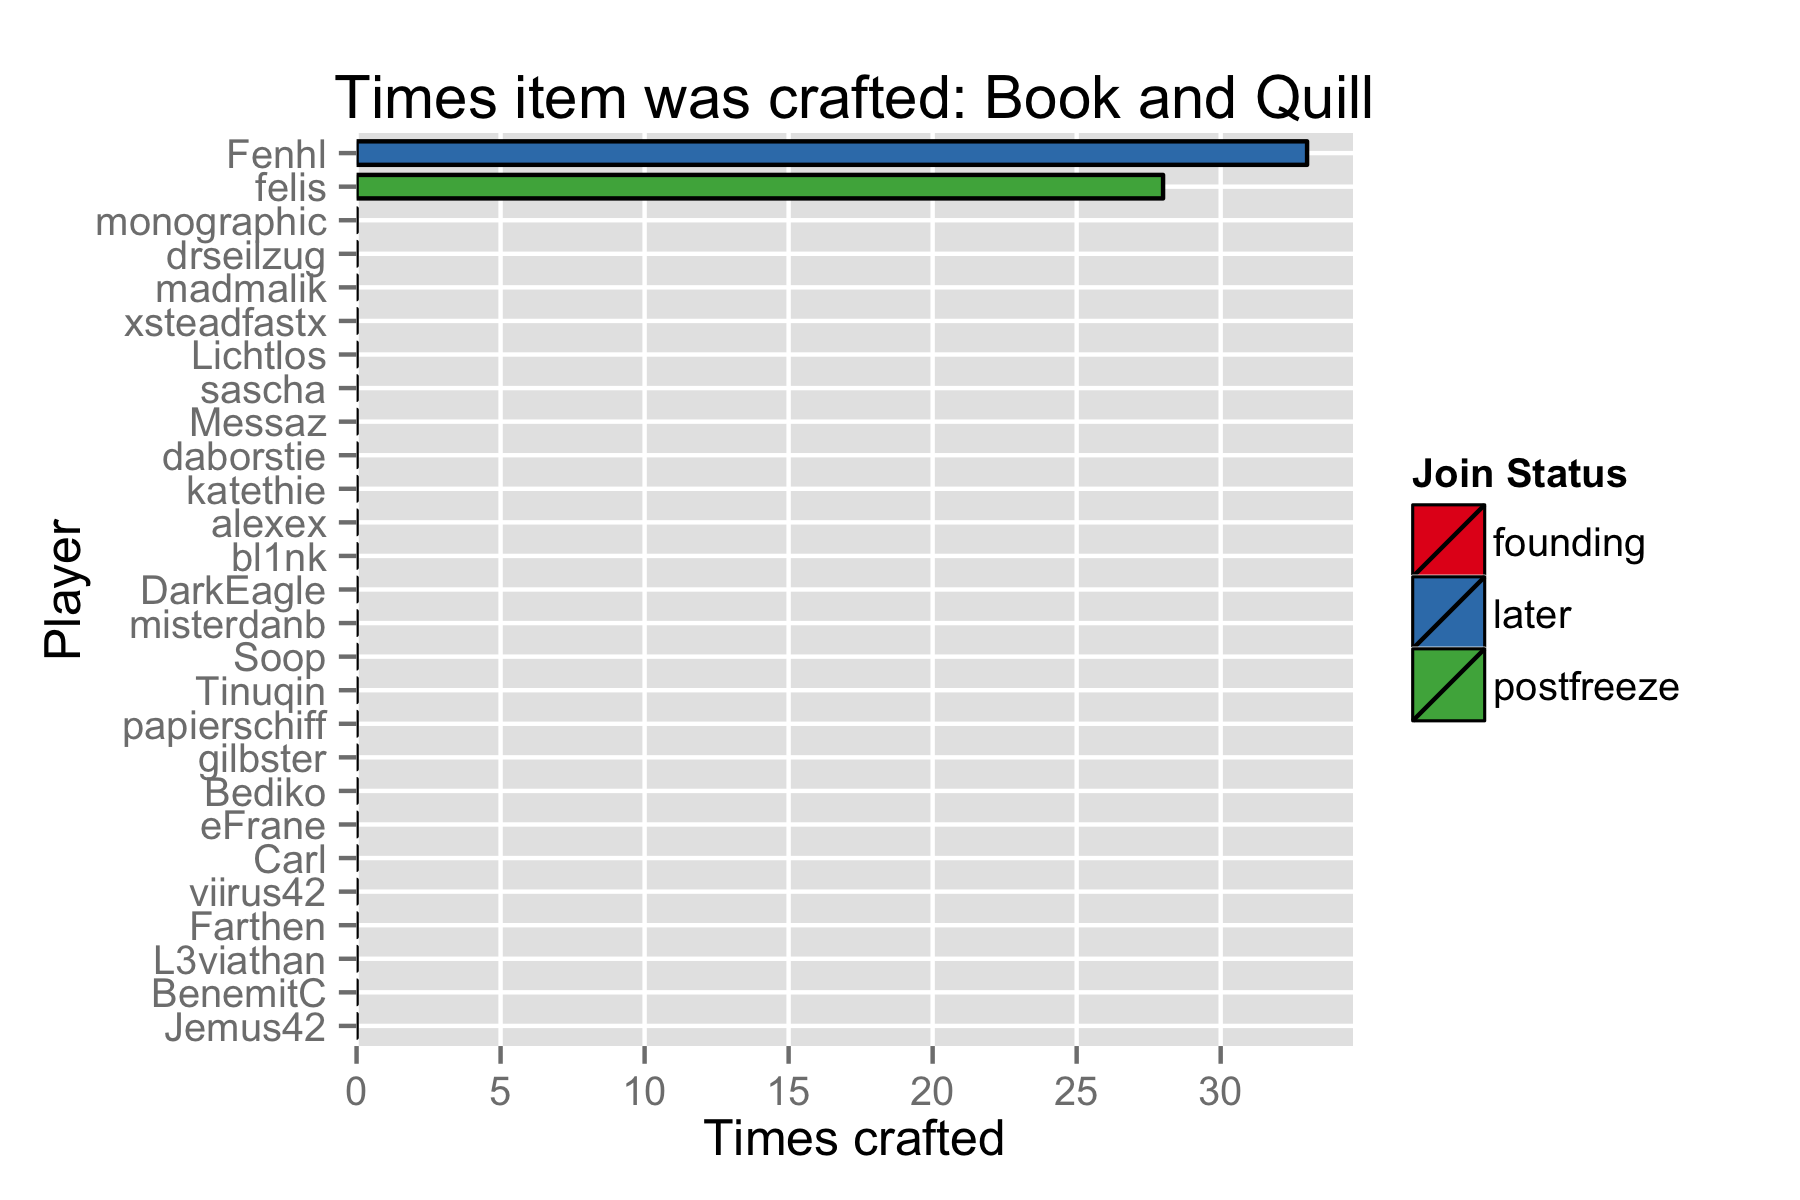 Times item was crafted: Book and Quill
Fenhl
felis
monographic
drseilzug
madmalik
xsteadfastx
Lichtlos
sascha
Messaz
daborstie
katethie
alexex
bl1nk
DarkEagle
misterdanb
Soop
Tinuqin
papierschiff
gilbster
Bediko
eFrane
Carl
viirus42
Farthen
L3viathan
BenemitC
Jemus42
Player
0 5 10 15 20 25 30
Times crafted
Join Status
founding
later
postfreeze